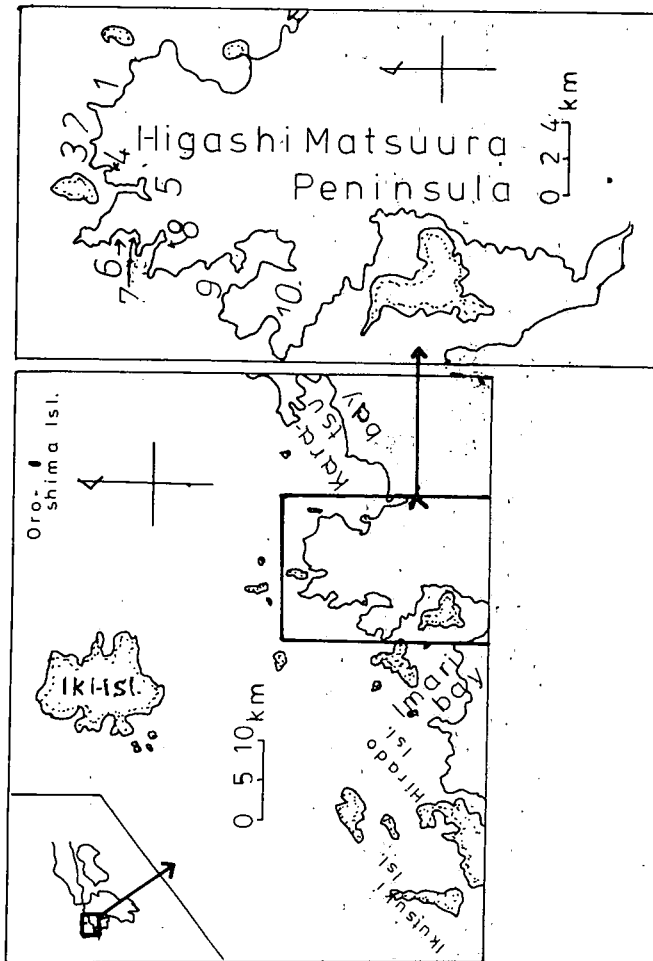 1
2
3
4
5
6
7
8
9
10.
Higashi Matsuura
Peninsula
0 2 4
km
Oro-
shima Isl.
Iki-isl.
Kara-
tsu
bay
0 5 10
km
Imari
bay
Hirado
Isl.
Ikutsuki
Isl.